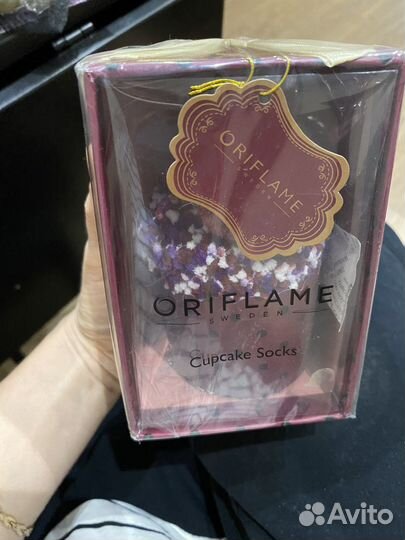 ORIFLAME
SWEDEN
ORIFLAME
SWEDEN
Cupcake Socks
Avito